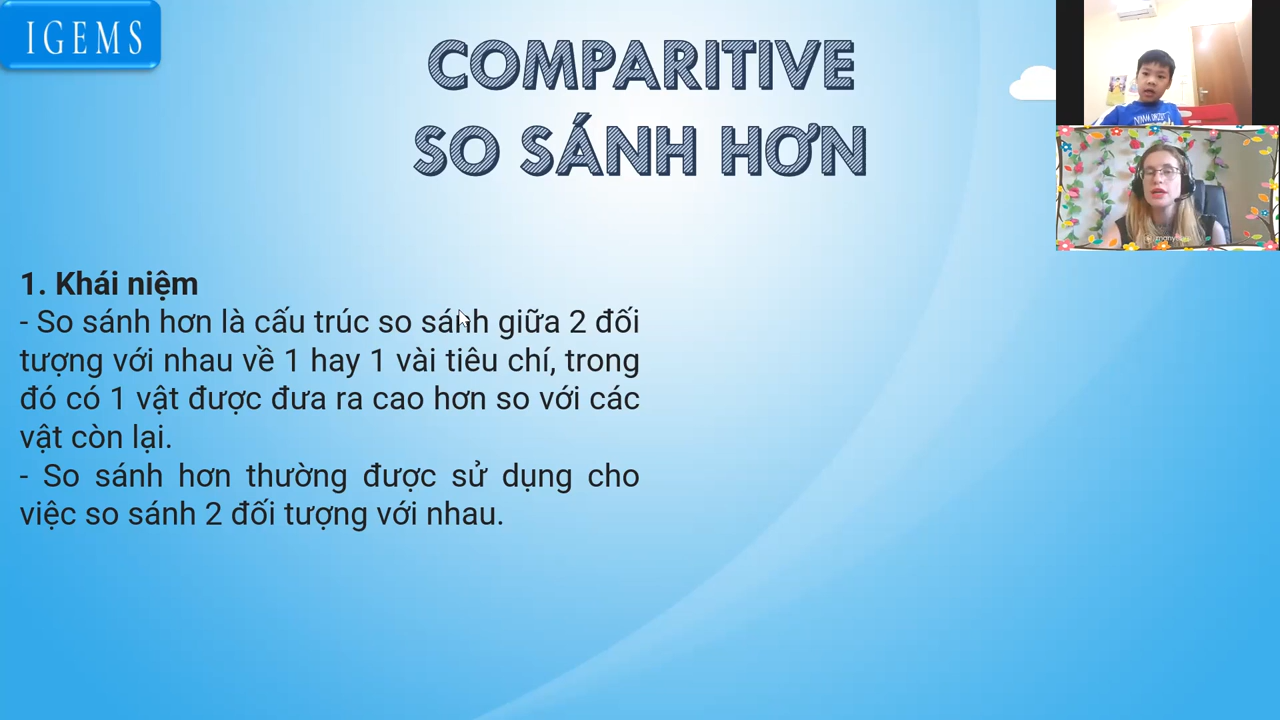 IGEMS
COMPARITIVE
SO SÁNH HƠN
1. Khái niệm
- So sánh hơn là cấu trúc so sánh giữa 2 đối
tượng với nhau về 1 hay 1 vài tiêu chí, trong
đó có 1 vật được đưa ra cao hơn so với các
vật còn lại.
- So sánh hơn thường được sử dụng cho
việc so sánh 2 đối tượng với nhau.